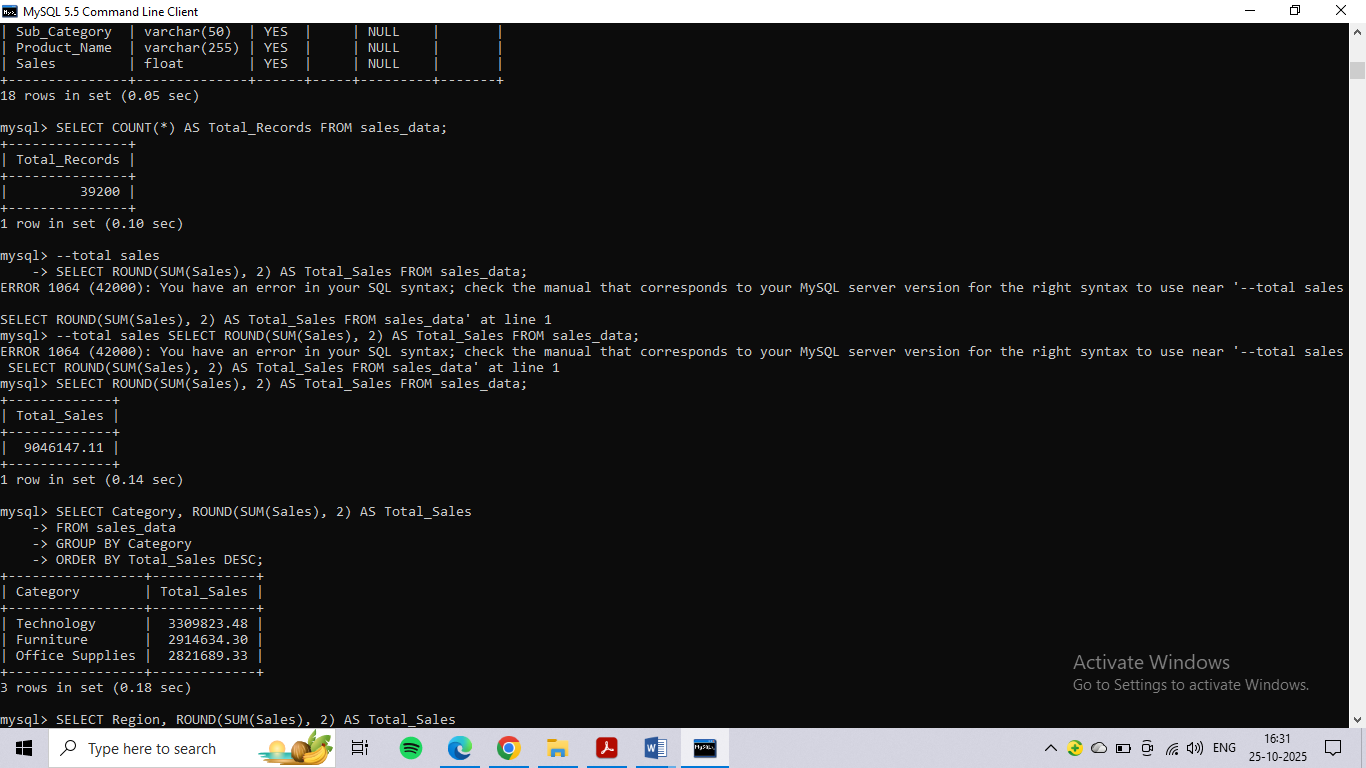 MySQL 5.5 Command Line Client
| Sub_Category  | varchar(50)  | YES  |     | NULL    |       |
| Product_Name  | varchar(255) | YES  |     | NULL    |       |
| Sales         | float        | YES  |     | NULL    |       |
+---------------+--------------+------+-----+---------+-------+
18 rows in set (0.05 sec)
mysql> SELECT COUNT(*) AS Total_Records FROM sales_data;
+---------------+
| Total_Records |
+---------------+
|         39200 |
+---------------+
1 row in set (0.10 sec)
mysql> --total sales
    -> SELECT ROUND(SUM(Sales), 2) AS Total_Sales FROM sales_data;
ERROR 1064 (42000): You have an error in your SQL syntax; check the manual that corresponds to your MySQL server version for the right syntax to use near '--total sales
SELECT ROUND(SUM(Sales), 2) AS Total_Sales FROM sales_data' at line 1
mysql> --total sales SELECT ROUND(SUM(Sales), 2) AS Total_Sales FROM sales_data;
ERROR 1064 (42000): You have an error in your SQL syntax; check the manual that corresponds to your MySQL server version for the right syntax to use near '--total sales
 SELECT ROUND(SUM(Sales), 2) AS Total_Sales FROM sales_data' at line 1
mysql> SELECT ROUND(SUM(Sales), 2) AS Total_Sales FROM sales_data;
+-------------+
| Total_Sales |
+-------------+
|  9046147.11 |
+-------------+
1 row in set (0.14 sec)
mysql> SELECT Category, ROUND(SUM(Sales), 2) AS Total_Sales
    -> FROM sales_data
    -> GROUP BY Category
    -> ORDER BY Total_Sales DESC;
+-----------------+-------------+
| Category        | Total_Sales |
+-----------------+-------------+
| Technology      |  3309823.48 |
| Furniture       |  2914634.30 |
| Office Supplies |  2821689.33 |
+-----------------+-------------+
3 rows in set (0.18 sec)
mysql> SELECT Region, ROUND(SUM(Sales), 2) AS Total_Sales
Activate Windows
Go to Settings to activate Windows.
Type here to search
ENG
16:31
25-10-2025